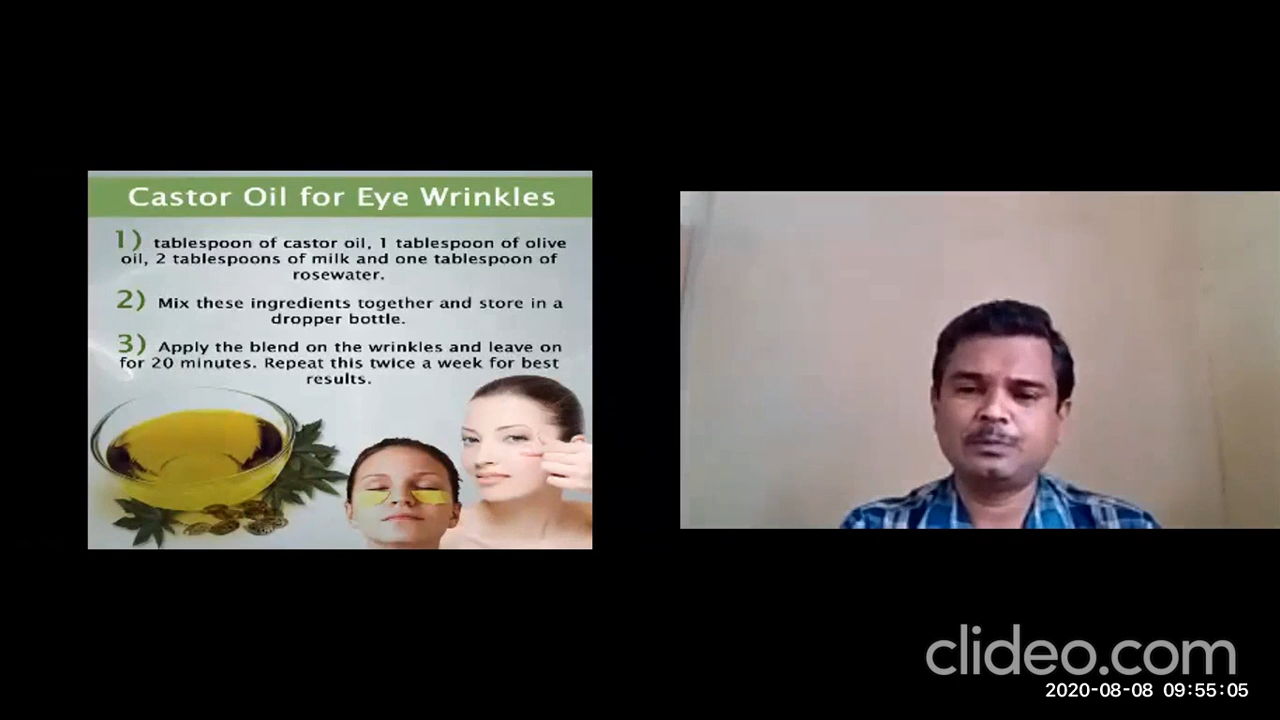 Castor Oil for Eye Wrinkles
1) tablespoon of castor oil, 1 tablespoon of olive
oil, 2 tablespoons of milk and one tablespoon of
rosewater.
2) Mix these ingredients together and store in a
dropper bottle.
3) Apply the blend on the wrinkles and leave on
for 20 minutes. Repeat this twice a week for best
results.
clideo.com
2020-08-08 09:55:05